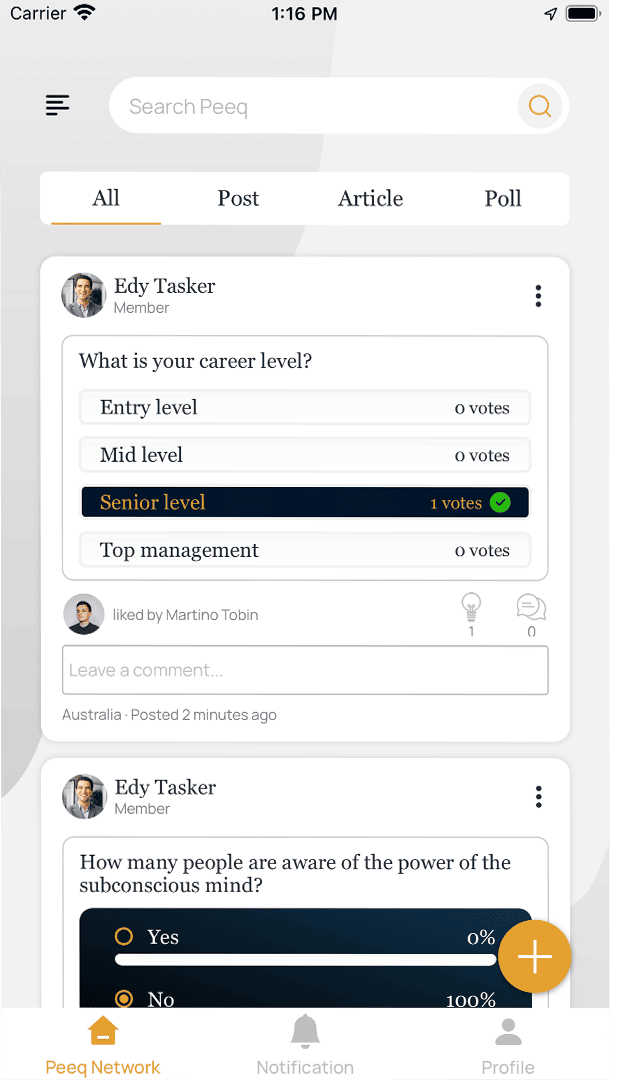 Carrier 1:16 PM
Search Peeq
All Post Article Poll
Edy Tasker
Member
What is your career level?
Entry level 0 votes
Mid level 0 votes
Senior level 1 votes
Top management 0 votes
liked by Martino Tobin
1 0
Leave a comment...
Australia · Posted 2 minutes ago
Edy Tasker
Member
How many people are aware of the power of the
subconscious mind?
Yes 0%
No 100%
Peeq Network Notification Profile